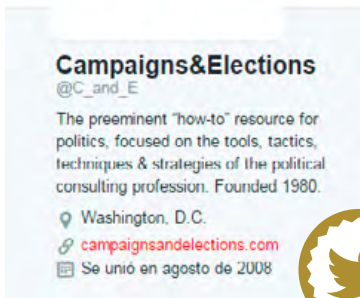 Campaigns&Elections
@C_and_E
The preeminent "how-to" resource for
politics, focused on the tools, tactics,
techniques & strategies of the political
consulting profession. Founded 1980.
Washington, D.C.
campaignsandelections.com
Se unió en agosto de 2008